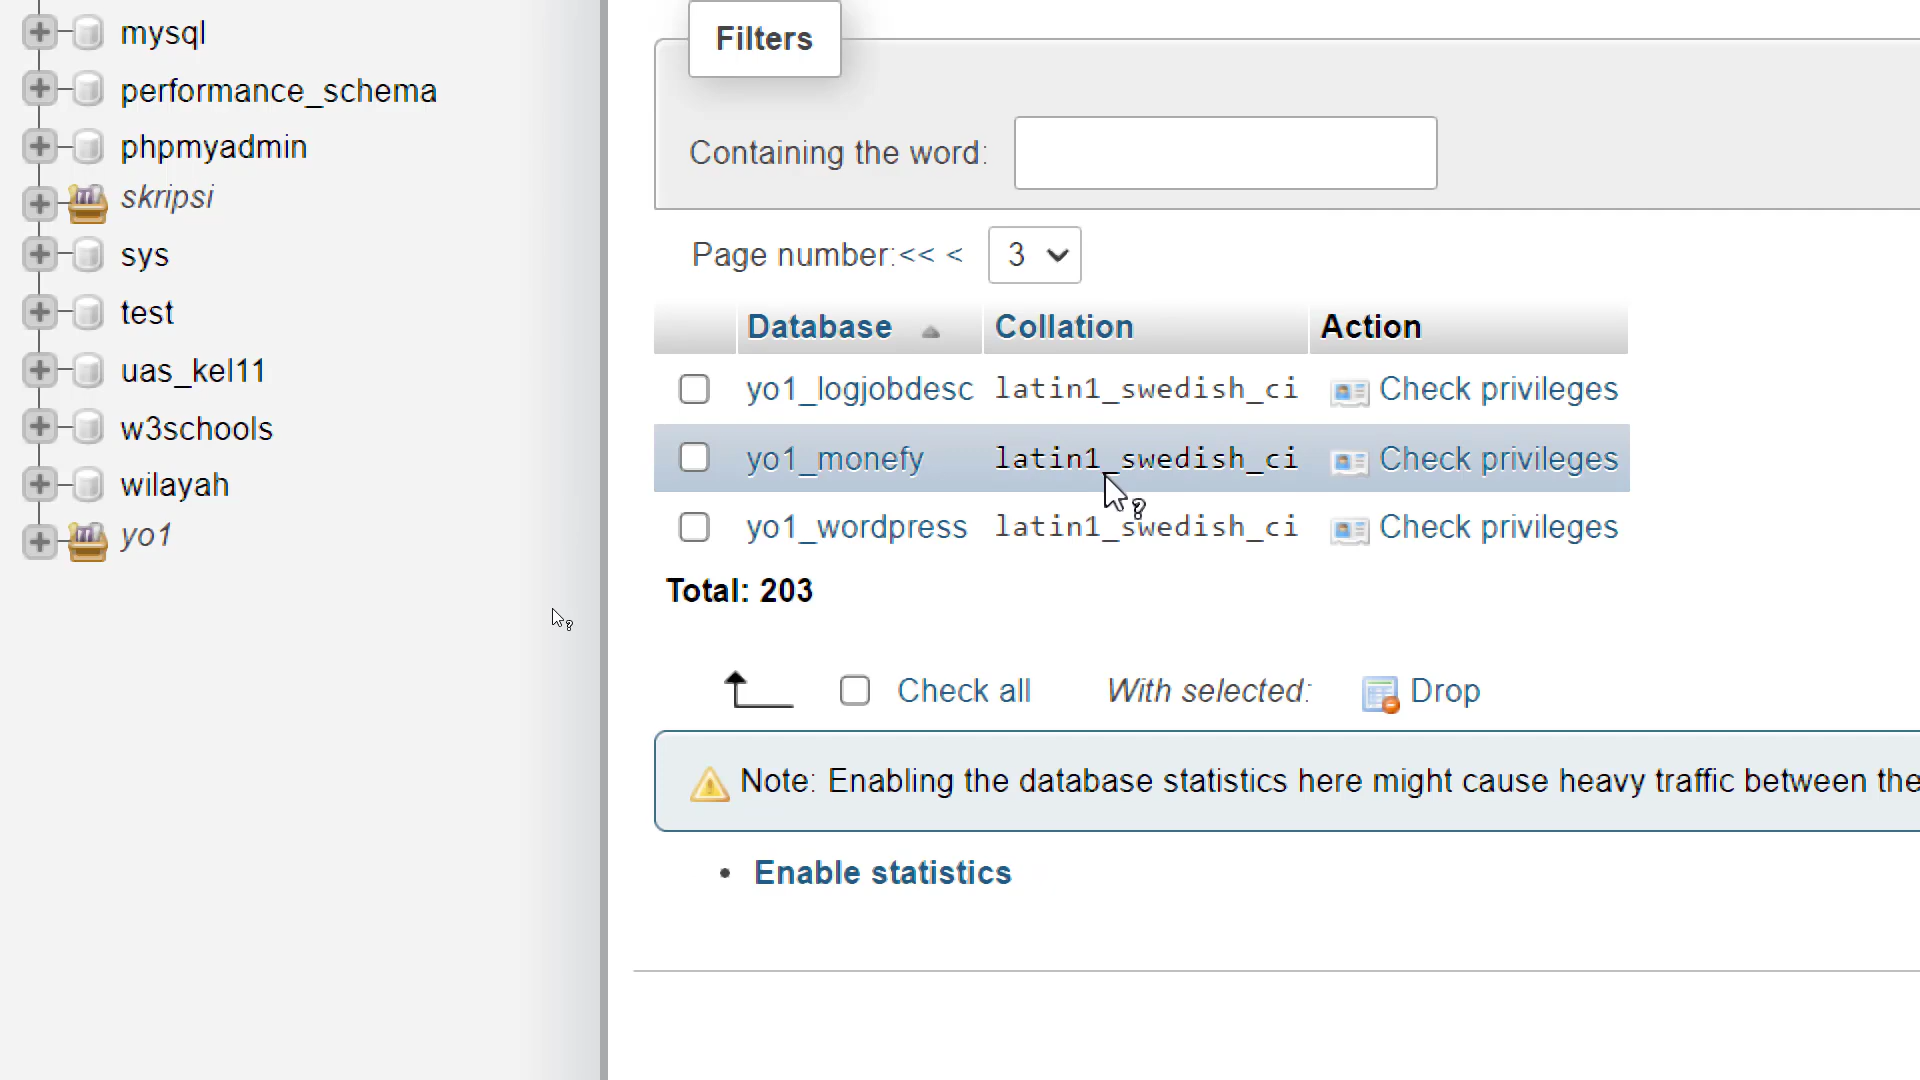 mysql
performance_schema
phpmyadmin
skripsi
sys
test
uas_kel11
w3schools
wilayah
yo1
Filters
Containing the word:
Page number: << < 3
Database Collation Action
yo1_logjobdesc latin1_swedish_ci Check privileges
yo1_monefy latin1_swedish_ci Check privileges
yo1_wordpress latin1_swedish_ci Check privileges
Total: 203
Check all With selected: Drop
Note: Enabling the database statistics here might cause heavy traffic between the
• Enable statistics